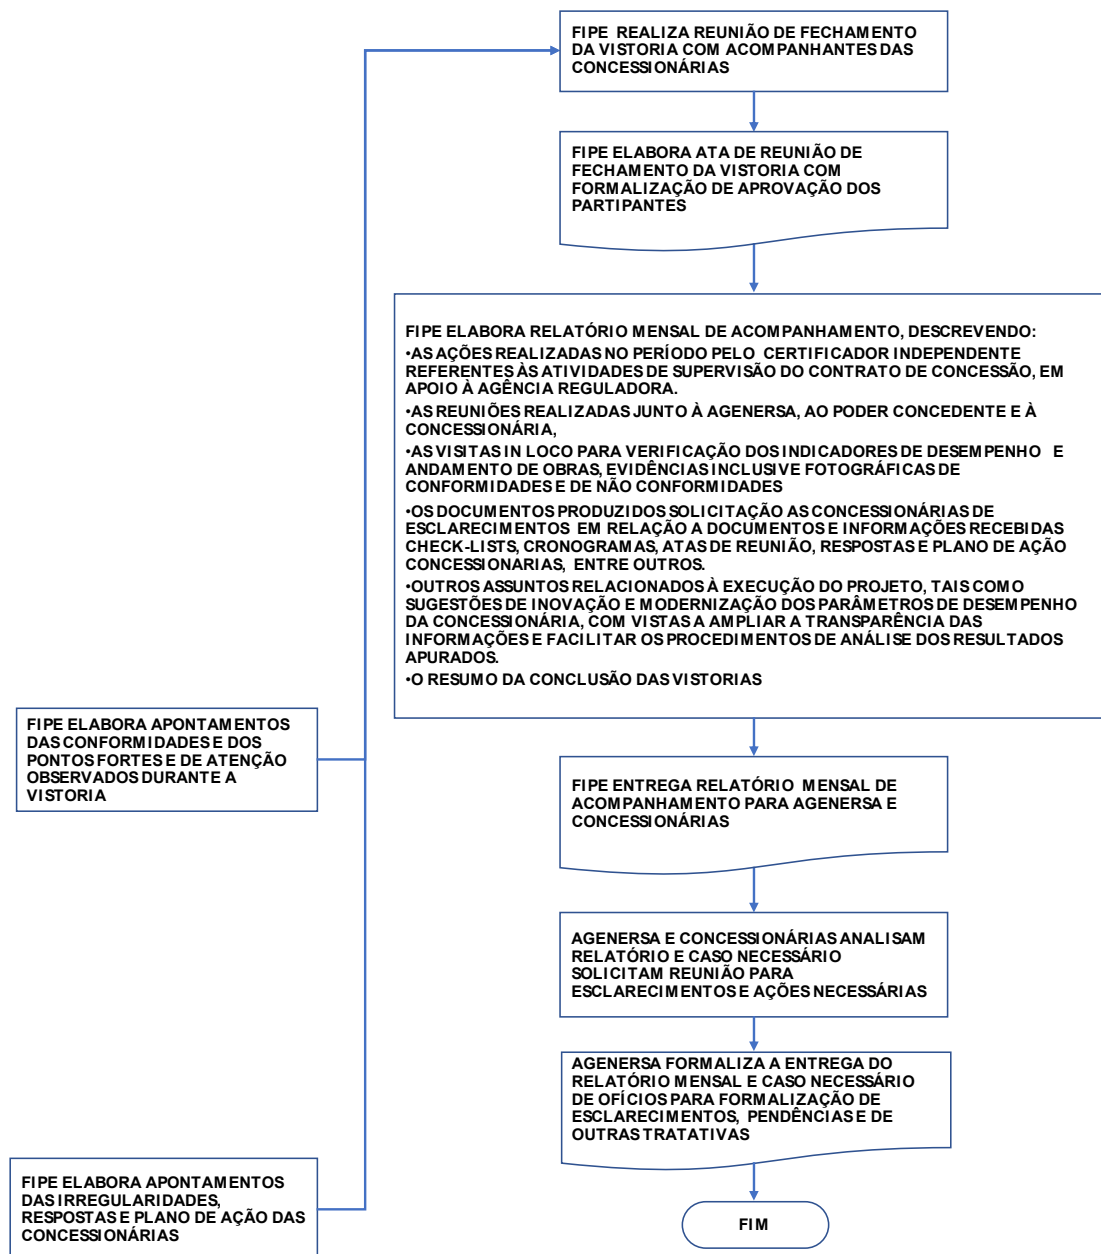 FIPE REALIZA REUNIÃO DE FECHAMENTO
DA VISTORIA COM ACOMPANHANTES DAS
CONCESSIONÁRIAS
FIPE ELABORA ATA DE REUNIÃO DE
FECHAMENTO DA VISTORIA COM
FORMALIZAÇÃO DE APROVAÇÃO DOS
PARTIPANTES
FIPE ELABORA RELATÓRIO MENSAL DE ACOMPANHAMENTO, DESCREVENDO:
•AS AÇÕES REALIZADAS NO PERÍODO PELO CERTIFICADOR INDEPENDENTE
REFERENTES ÀS ATIVIDADES DE SUPERVISÃO DO CONTRATO DE CONCESSÃO, EM
APOIO À AGÊNCIA REGULADORA.
•AS REUNIÕES REALIZADAS JUNTO À AGENERSA, AO PODER CONCEDENTE E À
CONCESSIONÁRIA,
•AS VISITAS IN LOCO PARA VERIFICAÇÃO DOS INDICADORES DE DESEMPENHO E
ANDAMENTO DE OBRAS, EVIDÊNCIAS INCLUSIVE FOTOGRÁFICAS DE
CONFORMIDADES E DE NÃO CONFORMIDADES
•OS DOCUMENTOS PRODUZIDOS SOLICITAÇÃO AS CONCESSIONÁRIAS DE
ESCLARECIMENTOS EM RELAÇÃO A DOCUMENTOS E INFORMAÇÕES RECEBIDAS
CHECK-LISTS, CRONOGRAMAS, ATAS DE REUNIÃO, RESPOSTAS E PLANO DE AÇÃO
CONCESSIONARIAS, ENTRE OUTROS.
•OUTROS ASSUNTOS RELACIONADOS À EXECUÇÃO DO PROJETO, TAIS COMO
SUGESTÕES DE INOVAÇÃO E MODERNIZAÇÃO DOS PARÂMETROS DE DESEMPENHO
DA CONCESSIONÁRIA, COM VISTAS A AMPLIAR A TRANSPARÊNCIA DAS
INFORMAÇÕES E FACILITAR OS PROCEDIMENTOS DE ANÁLISE DOS RESULTADOS
APURADOS.
•O RESUMO DA CONCLUSÃO DAS VISTORIAS
FIPE ELABORA APONTAMENTOS
DAS CONFORMIDADES E DOS
PONTOS FORTES E DE ATENÇÃO
OBSERVADOS DURANTE A
VISTORIA
FIPE ENTREGA RELATÓRIO MENSAL DE
ACOMPANHAMENTO PARA AGENERSA E
CONCESSIONÁRIAS
AGENERSA E CONCESSIONÁRIAS ANALISAM
RELATÓRIO E CASO NECESSÁRIO
SOLICITAM REUNIÃO PARA
ESCLARECIMENTOS E AÇÕES NECESSÁRIAS
AGENERSA FORMALIZA A ENTREGA DO
RELATÓRIO MENSAL E CASO NECESSÁRIO
DE OFÍCIOS PARA FORMALIZAÇÃO DE
ESCLARECIMENTOS, PENDÊNCIAS E DE
OUTRAS TRATATIVAS
FIPE ELABORA APONTAMENTOS
DAS IRREGULARIDADES,
RESPOSTAS E PLANO DE AÇÃO DAS
CONCESSIONÁRIAS
FIM